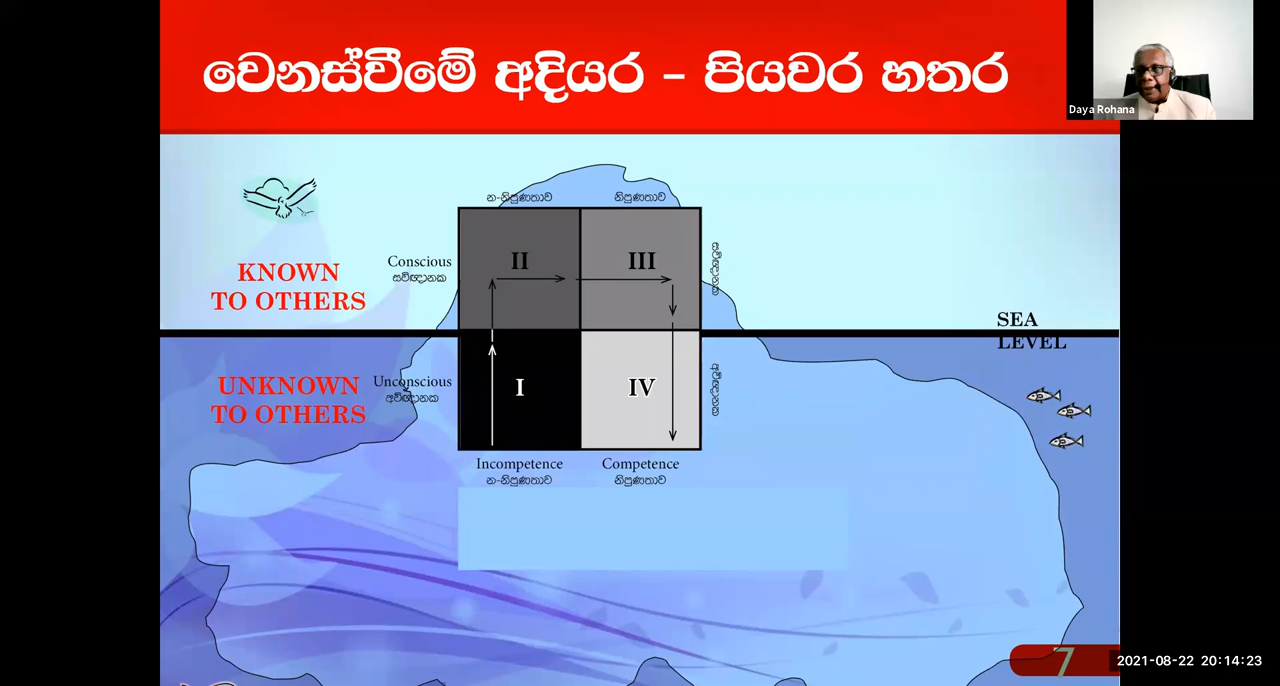 වෙනස්වීමේ අදියර – පියවර හතර
Daya Rohana
න-නිපුණතාව
නිපුණතාව
II
III
Conscious
සවිඥානක
KNOWN
TO OTHERS
SEA
LEVEL
UNKNOWN
TO OTHERS
Unconscious
අවිඥානක
I
IV
Incompetence
Competence
න-නිපුණතාව
නිපුණතාව
7
2021-08-22 20:14:23